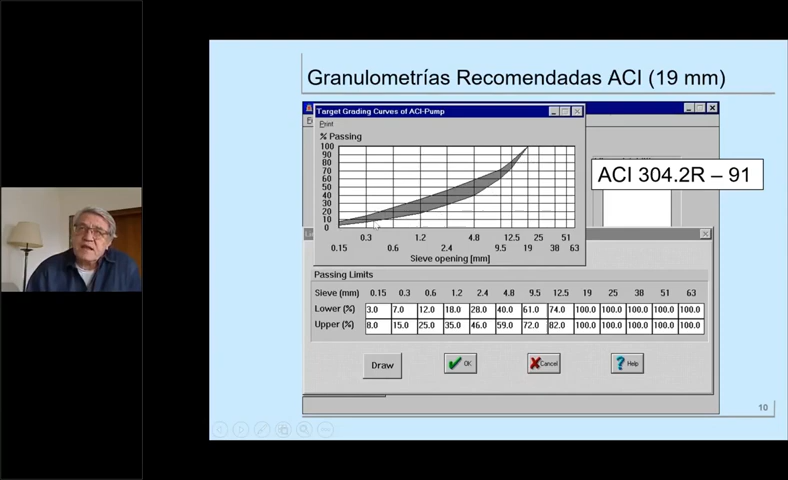 Granulometrías Recomendadas ACI (19 mm)
Target Grading Curves of ACI-Pump
Print
% Passing
100
90
80
70
60
50
40
30
20
10
0
0.3 1.2 4.8 12.5 25 51
0.15 0.6 2.4 9.5 19 38 63
Sieve opening [mm]
ACI 304.2R – 91
Passing Limits
Sieve (mm) 0.15 0.3 0.6 1.2 2.4 4.8 9.5 12.5 19 25 38 51 63
Lower (%) 3.0 7.0 12.0 18.0 28.0 40.0 61.0 74.0 100.0 100.0 100.0 100.0 100.0
Upper (%) 8.0 15.0 25.0 35.0 46.0 59.0 72.0 82.0 100.0 100.0 100.0 100.0 100.0
Draw OK Cancel Help
10